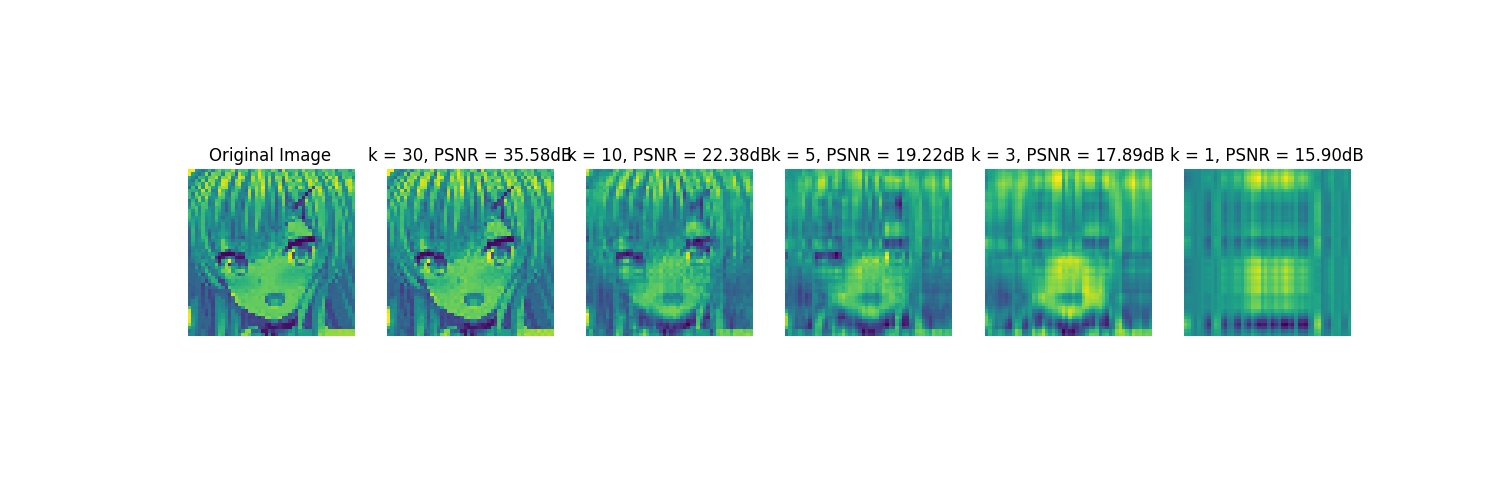 Original Image
k = 30, PSNR = 35.58dB
k = 10, PSNR = 22.38dB
k = 5, PSNR = 19.22dB
k = 3, PSNR = 17.89dB
k = 1, PSNR = 15.90dB